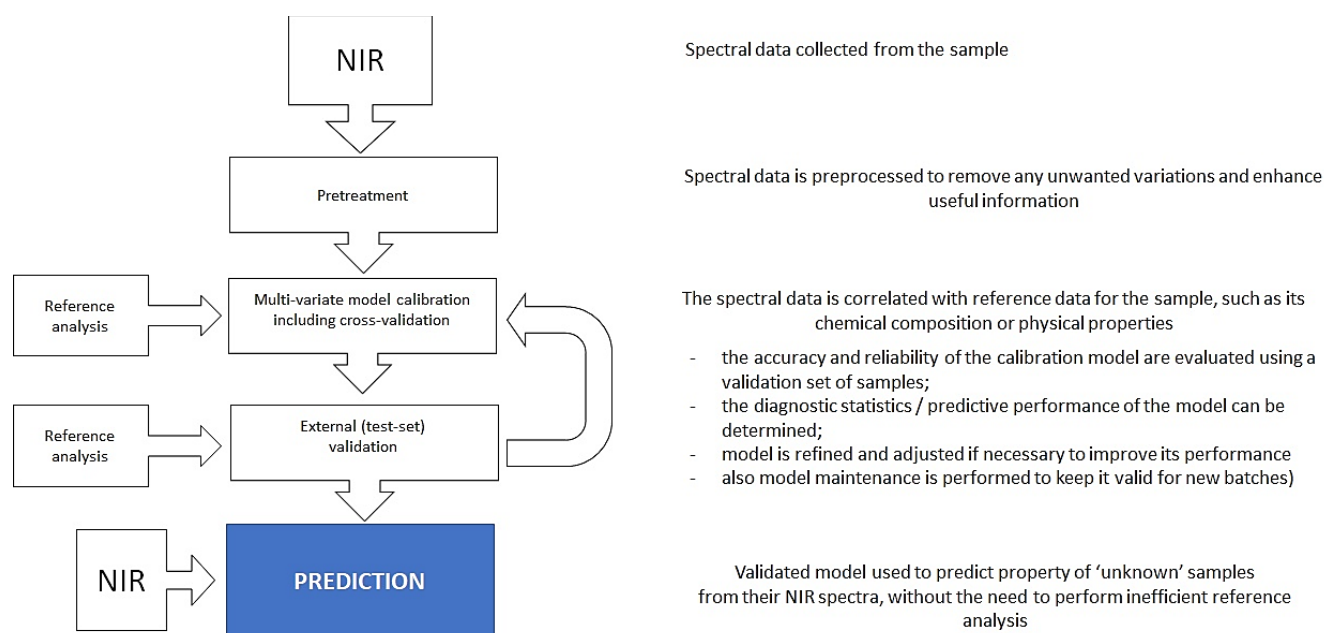 NIR
Spectral data collected from the sample
Pretreatment
Spectral data is preprocessed to remove any unwanted variations and enhance
useful information
Reference
analysis
Multi-variate model calibration
including cross-validation
The spectral data is correlated with reference data for the sample, such as its
chemical composition or physical properties
- the accuracy and reliability of the calibration model are evaluated using a
validation set of samples;
- the diagnostic statistics / predictive performance of the model can be
determined;
- model is refined and adjusted if necessary to improve its performance
- also model maintenance is performed to keep it valid for new batches)
Reference
analysis
External (test-set)
validation
NIR
PREDICTION
Validated model used to predict property of ‘unknown’ samples
from their NIR spectra, without the need to perform inefficient reference
analysis